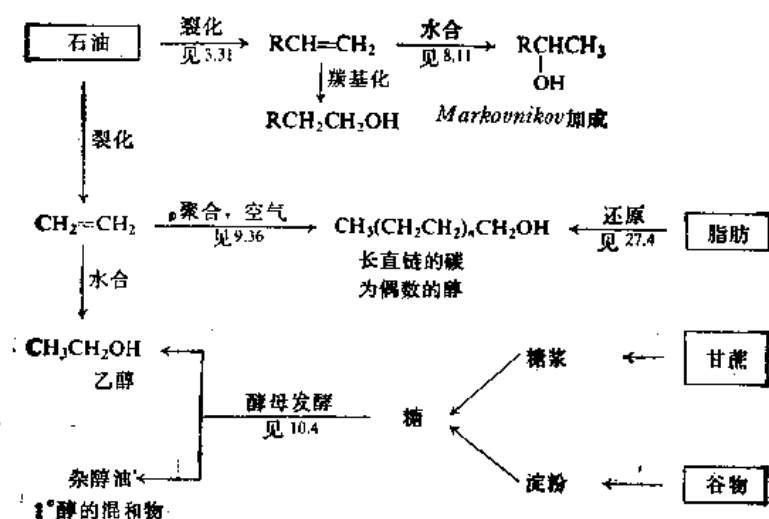 石油
裂化
见 3.31
RCH=CH₂
水合
见 8.11
RCHCH₃
OH
Markovnikov加成
羰基化
RCH₂CH₂OH
裂化
CH₂=CH₂
聚合，空气
见 9.36
CH₃(CH₂CH₂)ₙCH₂OH
长直链的碳
为偶数的醇
还原
见 27.4
脂肪
水合
CH₃CH₂OH
乙醇
酵母发酵
见 10.4
糖
糖浆
甘蔗
淀粉
谷物
杂醇油
醇的混和物